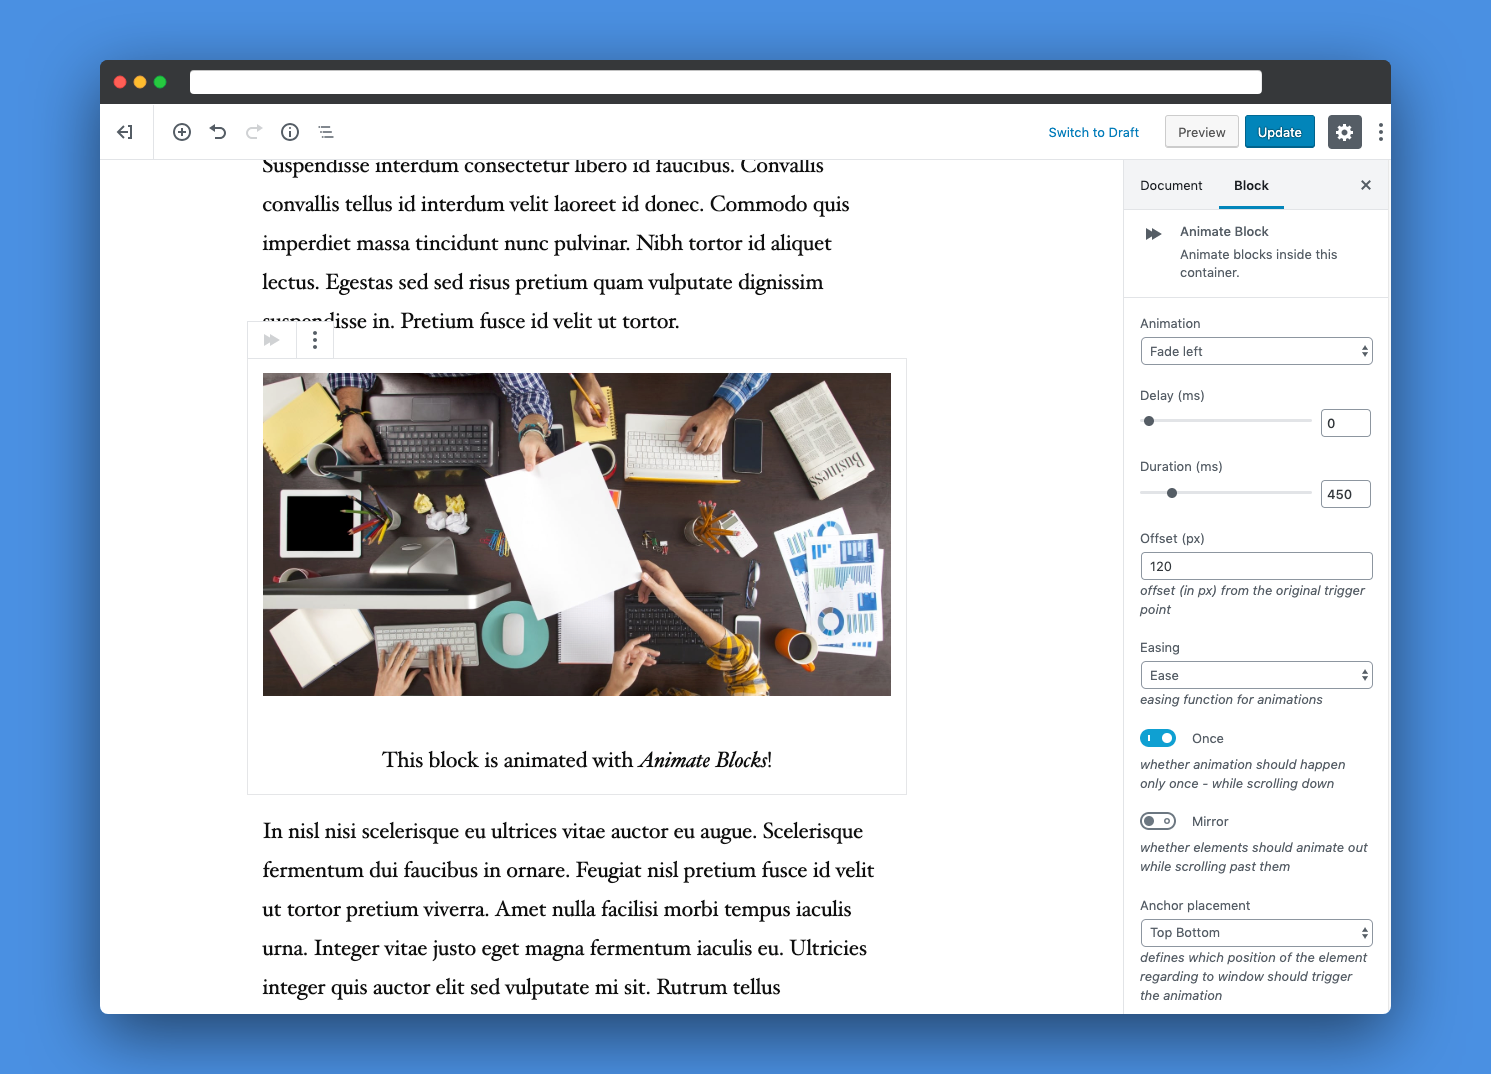 Switch to Draft
Preview
Update
Suspendisse interdum consectetur libero id faucibus. Convallis
convallis tellus id interdum velit laoreet id donec. Commodo quis
imperdiet massa tincidunt nunc pulvinar. Nibh tortor id aliquet
lectus. Egestas sed sed risus pretium quam vulputate dignissim
suspendisse in. Pretium fusce id velit ut tortor.
Business
This block is animated with Animate Blocks!
In nisl nisi scelerisque eu ultrices vitae auctor eu augue. Scelerisque
fermentum dui faucibus in ornare. Feugiat nisl pretium fusce id velit
ut tortor pretium viverra. Amet nulla facilisi morbi tempus iaculis
urna. Integer vitae justo eget magna fermentum iaculis eu. Ultricies
integer quis auctor elit sed vulputate mi sit. Rutrum tellus
Document
Block
Animate Block
Animate blocks inside this
container.
Animation
Fade left
Delay (ms)
0
Duration (ms)
450
Offset (px)
120
offset (in px) from the original trigger
point
Easing
Ease
easing function for animations
Once
whether animation should happen
only once - while scrolling down
Mirror
whether elements should animate out
while scrolling past them
Anchor placement
Top Bottom
defines which position of the element
regarding to window should trigger
the animation